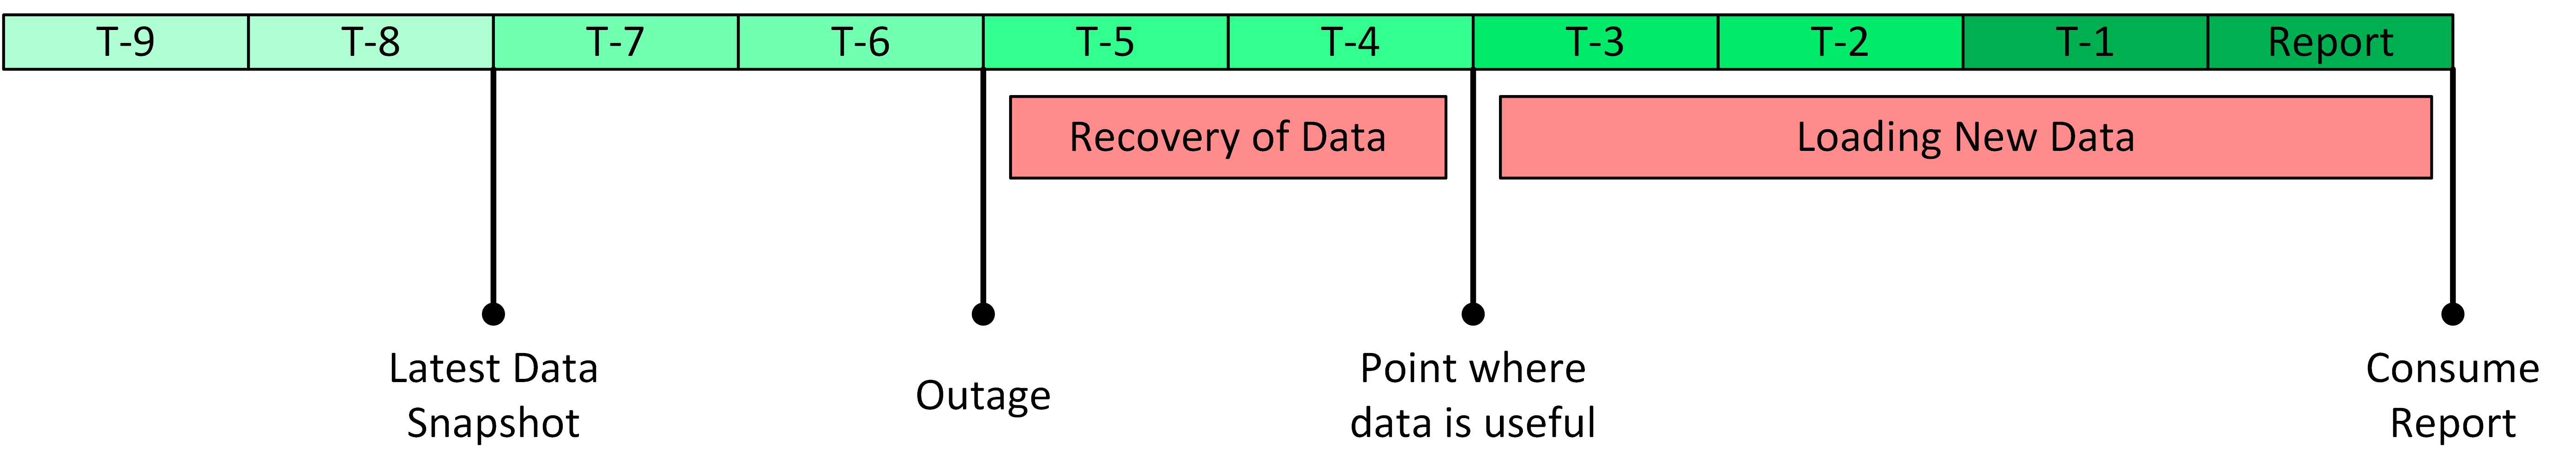 T-9 T-8 T-7 T-6 T-5 T-4 T-3 T-2 T-1 Report
Recovery of Data
Loading New Data
Latest Data
Snapshot
Outage
Point where
data is useful
Consume
Report